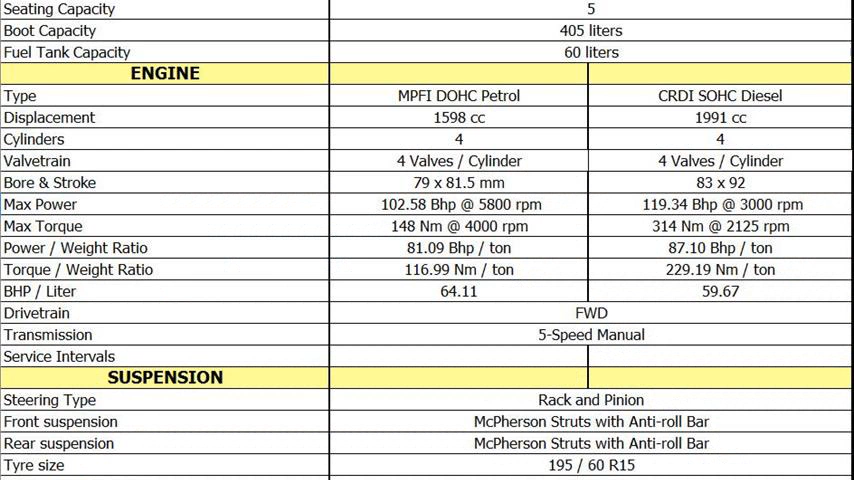 Seating Capacity 5
Boot Capacity 405 liters
Fuel Tank Capacity 60 liters
ENGINE
Type MPFI DOHC Petrol CRDI SOHC Diesel
Displacement 1598 cc 1991 cc
Cylinders 4 4
Valvetrain 4 Valves / Cylinder 4 Valves / Cylinder
Bore & Stroke 79 x 81.5 mm 83 x 92
Max Power 102.58 Bhp @ 5800 rpm 119.34 Bhp @ 3000 rpm
Max Torque 148 Nm @ 4000 rpm 314 Nm @ 2125 rpm
Power / Weight Ratio 81.09 Bhp / ton 87.10 Bhp / ton
Torque / Weight Ratio 116.99 Nm / ton 229.19 Nm / ton
BHP / Liter 64.11 59.67
Drivetrain FWD
Transmission 5-Speed Manual
Service Intervals
SUSPENSION
Steering Type Rack and Pinion
Front suspension McPherson Struts with Anti-roll Bar
Rear suspension McPherson Struts with Anti-roll Bar
Tyre size 195 / 60 R15